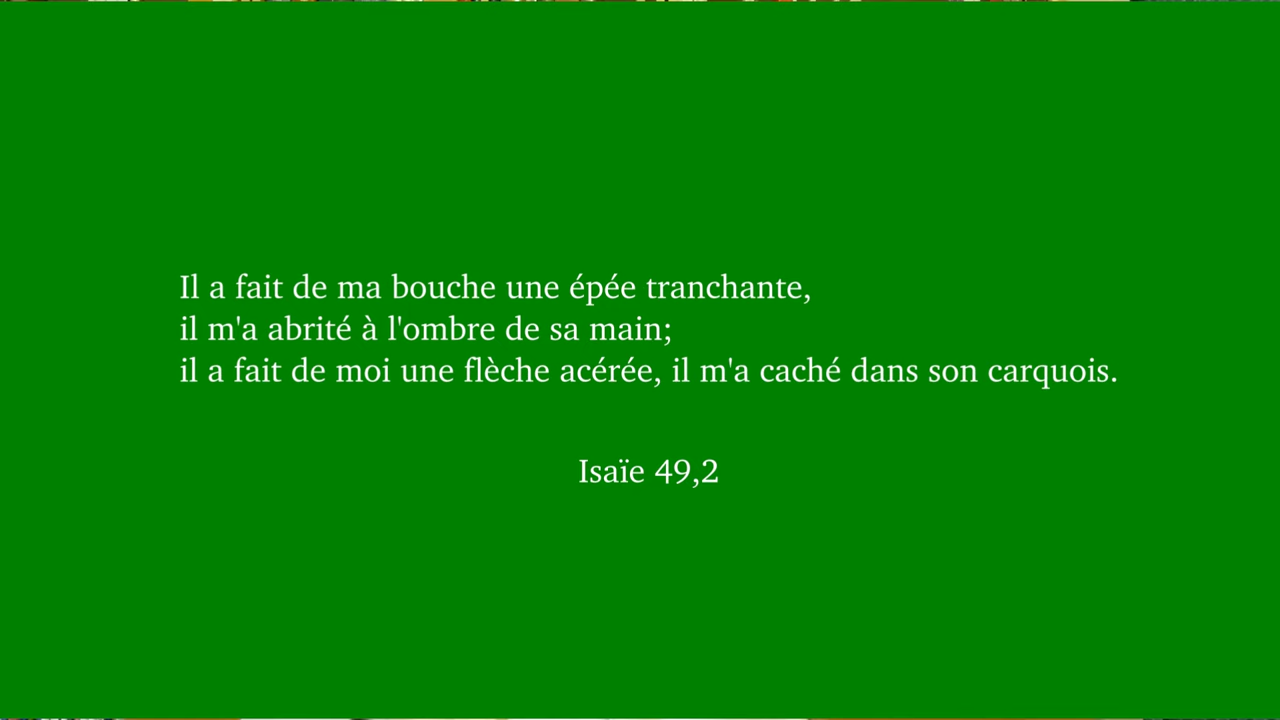 Il a fait de ma bouche une épée tranchante,
il m'a abrité à l'ombre de sa main;
il a fait de moi une flèche acérée, il m'a caché dans son carquois.
Isaïe 49,2